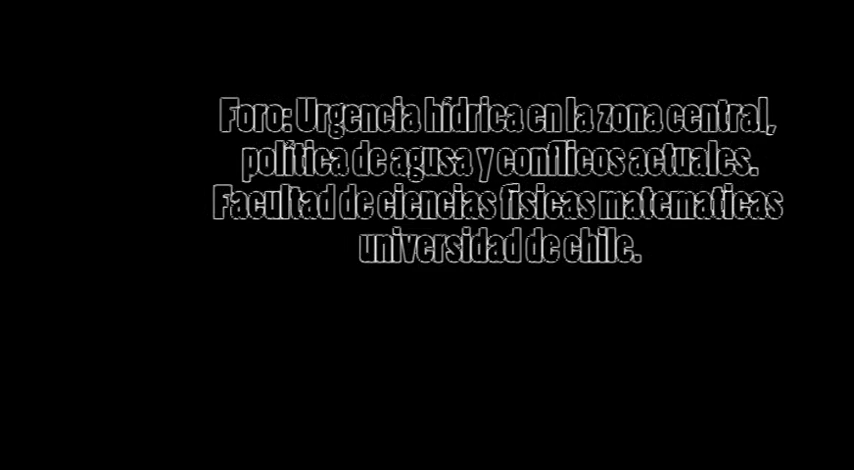 Foro: Urgencia hídrica en la zona central,
política de agusa y conflicos actuales.
Facultad de ciencias fisicas matematicas
universidad de chile.